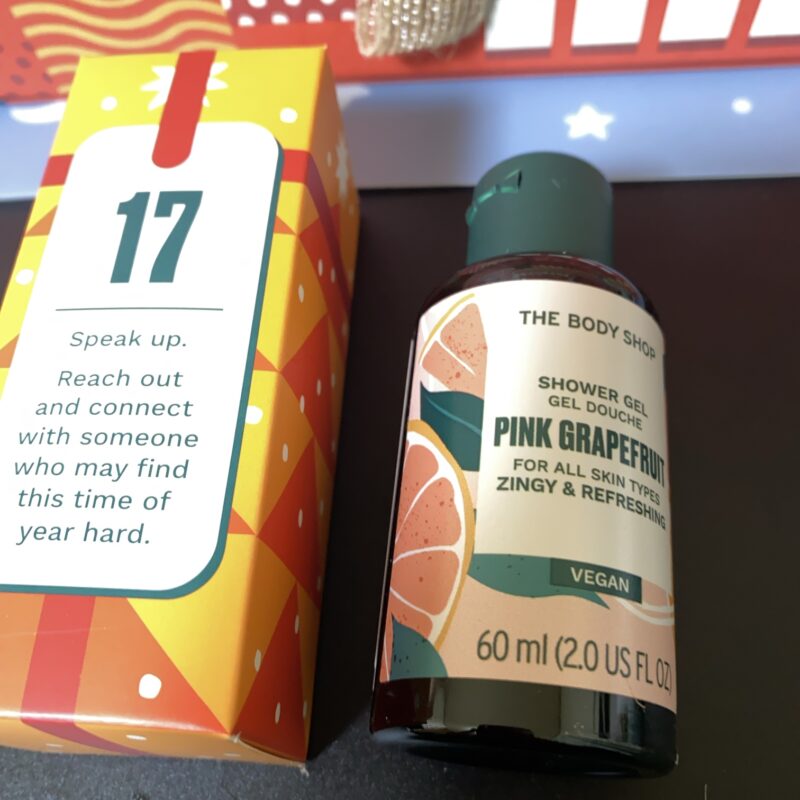 17
Speak up.
Reach out
and connect
with someone
who may find
this time of
year hard.
THE BODY SHOP
SHOWER GEL
GEL DOUCHE
PINK GRAPEFRUIT
FOR ALL SKIN TYPES
ZINGY & REFRESHING
VEGAN
60 ml (2.0 US FL OZ)